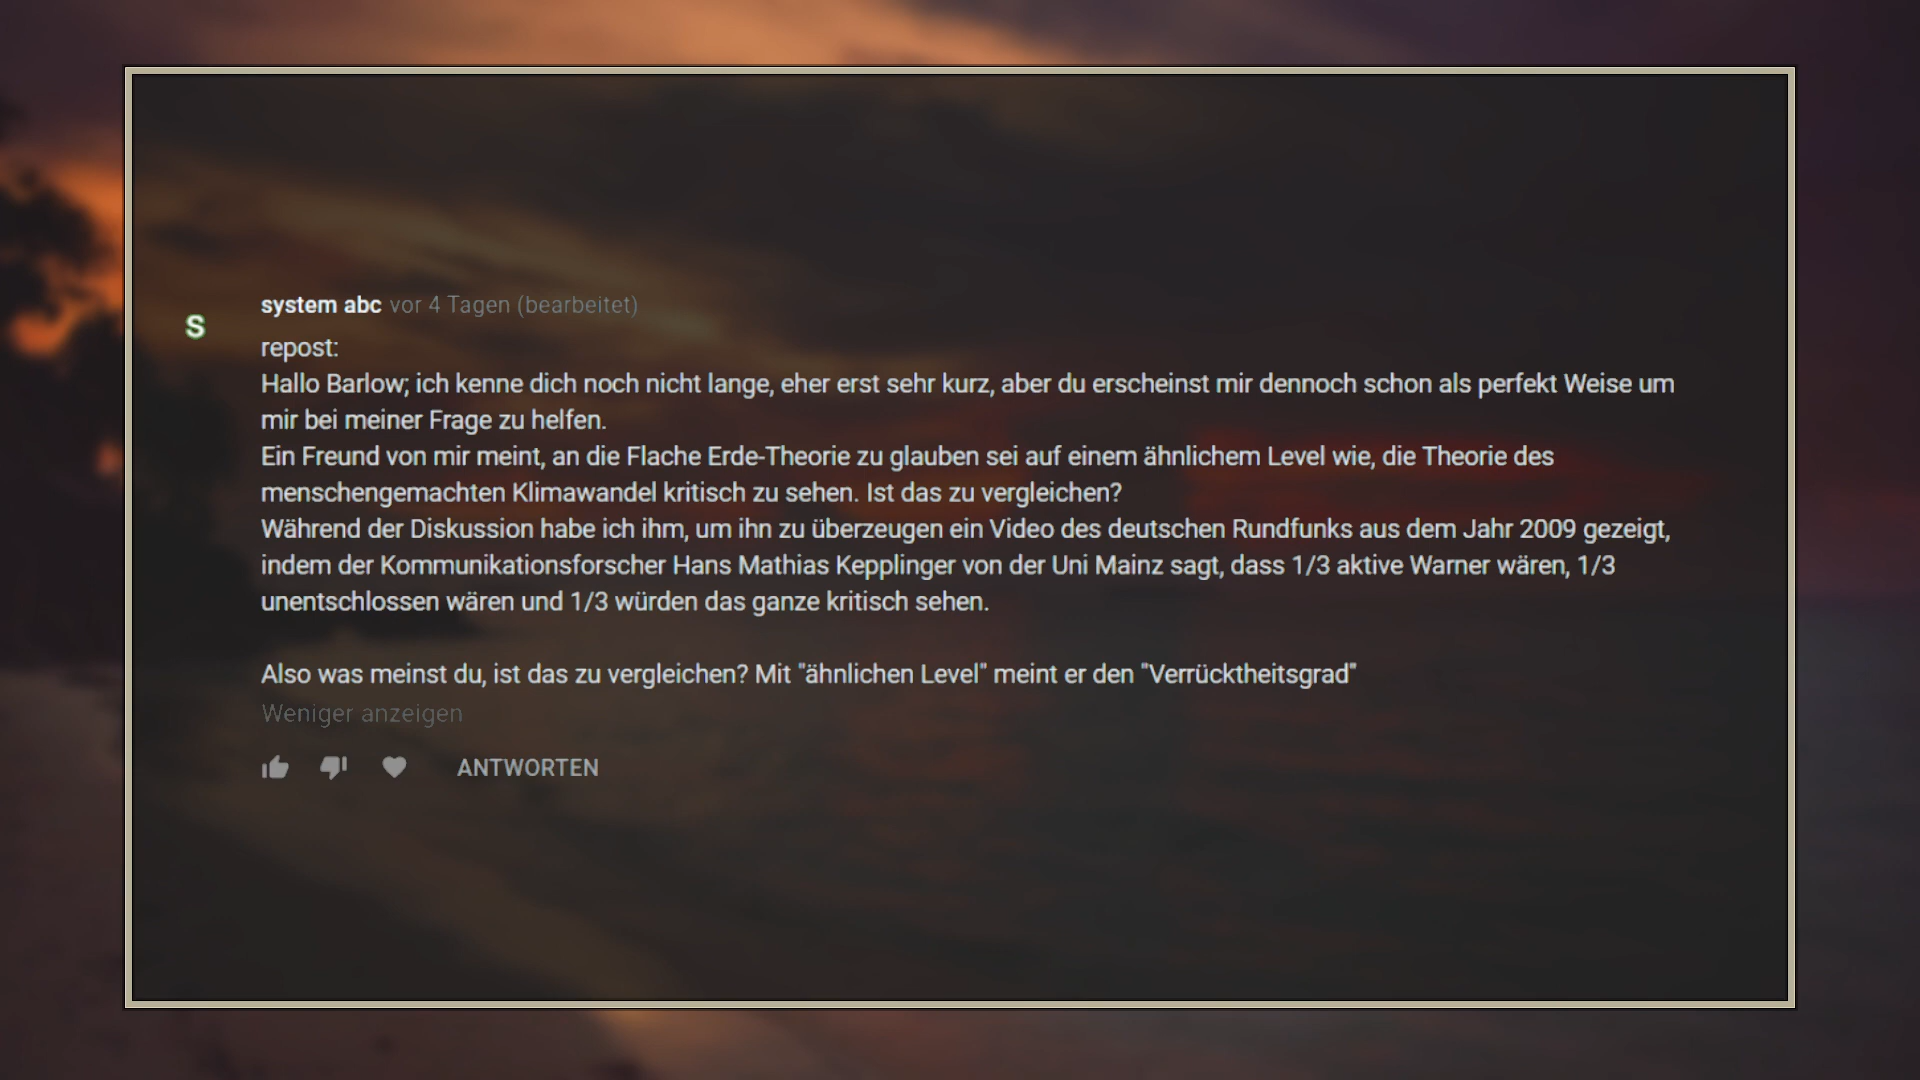 S
system abc vor 4 Tagen (bearbeitet)
repost:
Hallo Barlow; ich kenne dich noch nicht lange, eher erst sehr kurz, aber du erscheinst mir dennoch schon als perfekt Weise um
mir bei meiner Frage zu helfen.
Ein Freund von mir meint, an die Flache Erde-Theorie zu glauben sei auf einem ähnlichem Level wie, die Theorie des
menschengemachten Klimawandel kritisch zu sehen. Ist das zu vergleichen?
Während der Diskussion habe ich ihm, um ihn zu überzeugen ein Video des deutschen Rundfunks aus dem Jahr 2009 gezeigt,
indem der Kommunikationsforscher Hans Mathias Kepplinger von der Uni Mainz sagt, dass 1/3 aktive Warner wären, 1/3
unentschlossen wären und 1/3 würden das ganze kritisch sehen.
Also was meinst du, ist das zu vergleichen? Mit "ähnlichen Level" meint er den "Verrücktheitsgrad"
Weniger anzeigen
ANTWORTEN